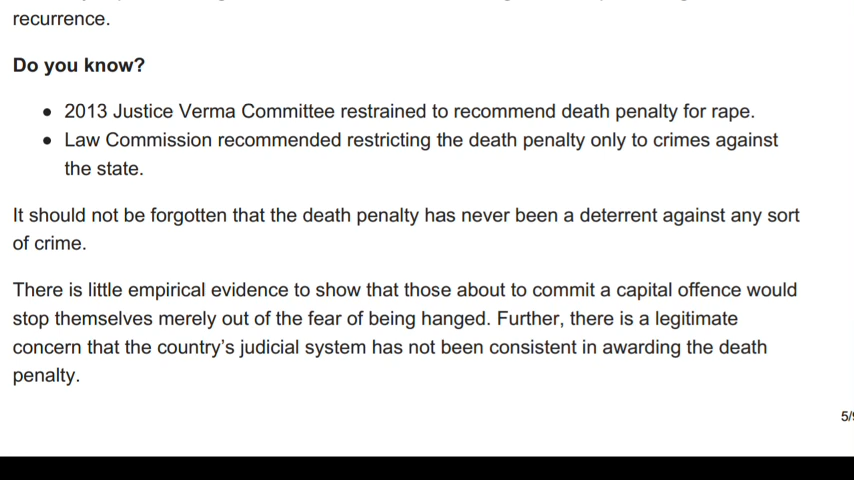 recurrence.
Do you know?
• 2013 Justice Verma Committee restrained to recommend death penalty for rape.
• Law Commission recommended restricting the death penalty only to crimes against
the state.
It should not be forgotten that the death penalty has never been a deterrent against any sort
of crime.
There is little empirical evidence to show that those about to commit a capital offence would
stop themselves merely out of the fear of being hanged. Further, there is a legitimate
concern that the country’s judicial system has not been consistent in awarding the death
penalty.
5/